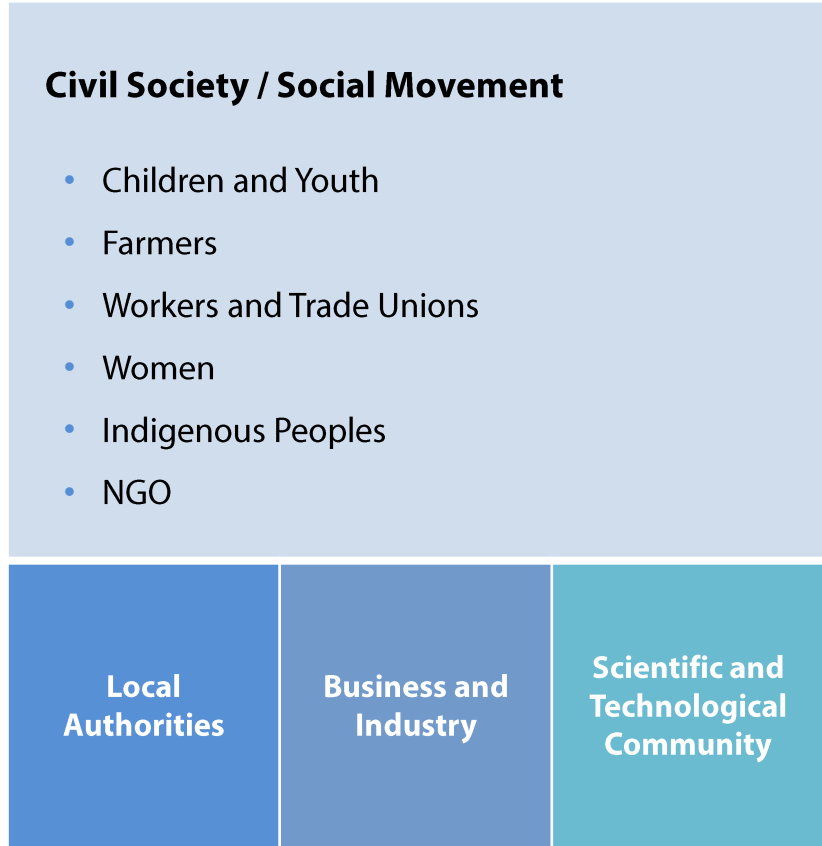 Civil Society / Social Movement
• Children and Youth
• Farmers
• Workers and Trade Unions
• Women
• Indigenous Peoples
• NGO
Local
Authorities
Business and
Industry
Scientific and
Technological
Community